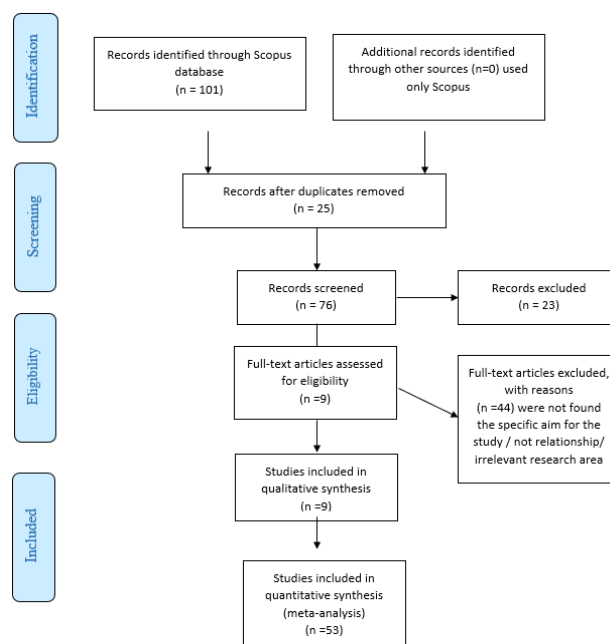 Identification
Records identified through Scopus
database
(n = 101)
Additional records identified
through other sources (n=0) used
only Scopus
Screening
Records after duplicates removed
(n = 25)
Records screened
(n = 76)
Records excluded
(n = 23)
Eligibility
Full-text articles assessed
for eligibility
(n =9)
Full-text articles excluded,
with reasons
(n =44) were not found
the specific aim for the
study / not relationship/
irrelevant research area
Included
Studies included in
qualitative synthesis
(n =9)
Studies included in
quantitative synthesis
(meta-analysis)
(n =53)